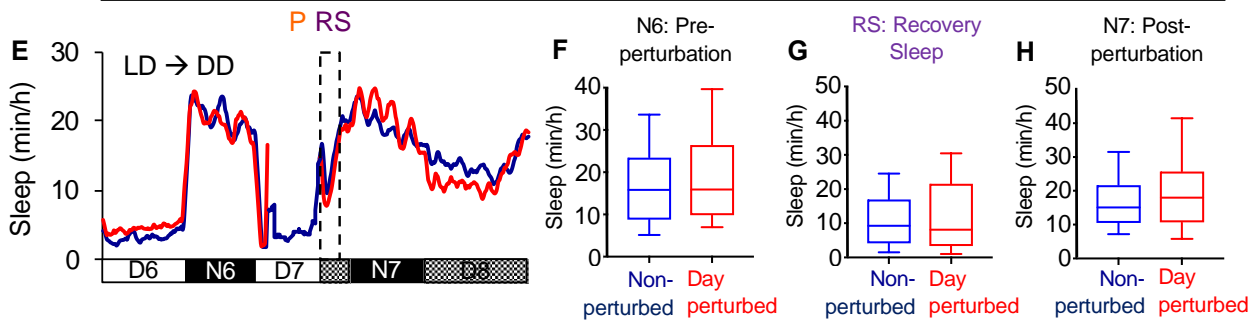 P RS
E
LD → DD
Sleep (min/h)
30
20
10
0
D6 N6 D7 N7 D8
F
N6: Pre-
perturbation
Sleep (min/h)
40
30
20
10
0
Non-
perturbed
Day
perturbed
G
RS: Recovery
Sleep
Sleep (min/h)
50
40
30
20
10
0
Non-
perturbed
Day
perturbed
H
N7: Post-
perturbation
Sleep (min/h)
50
40
30
20
10
0
Non-
perturbed
Day
perturbed